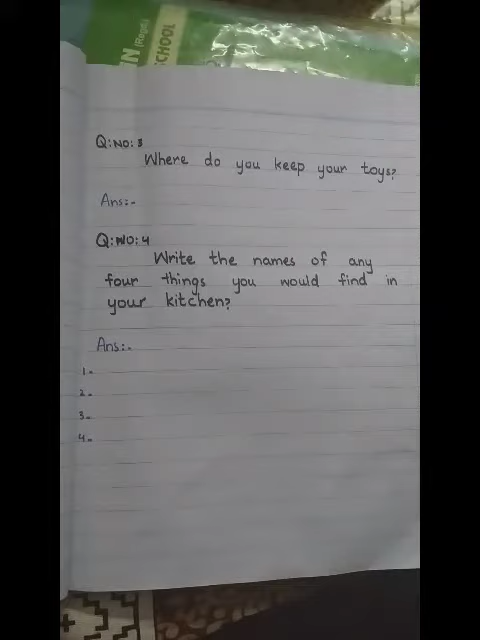 (Regd)
SCHOOL
Q:NO: 3
Where do you keep your toys?
Ans:-
Q:NO:4
Write the names of any
four things you would find in
your kitchen?
Ans:-
1-
2-
3-
4-